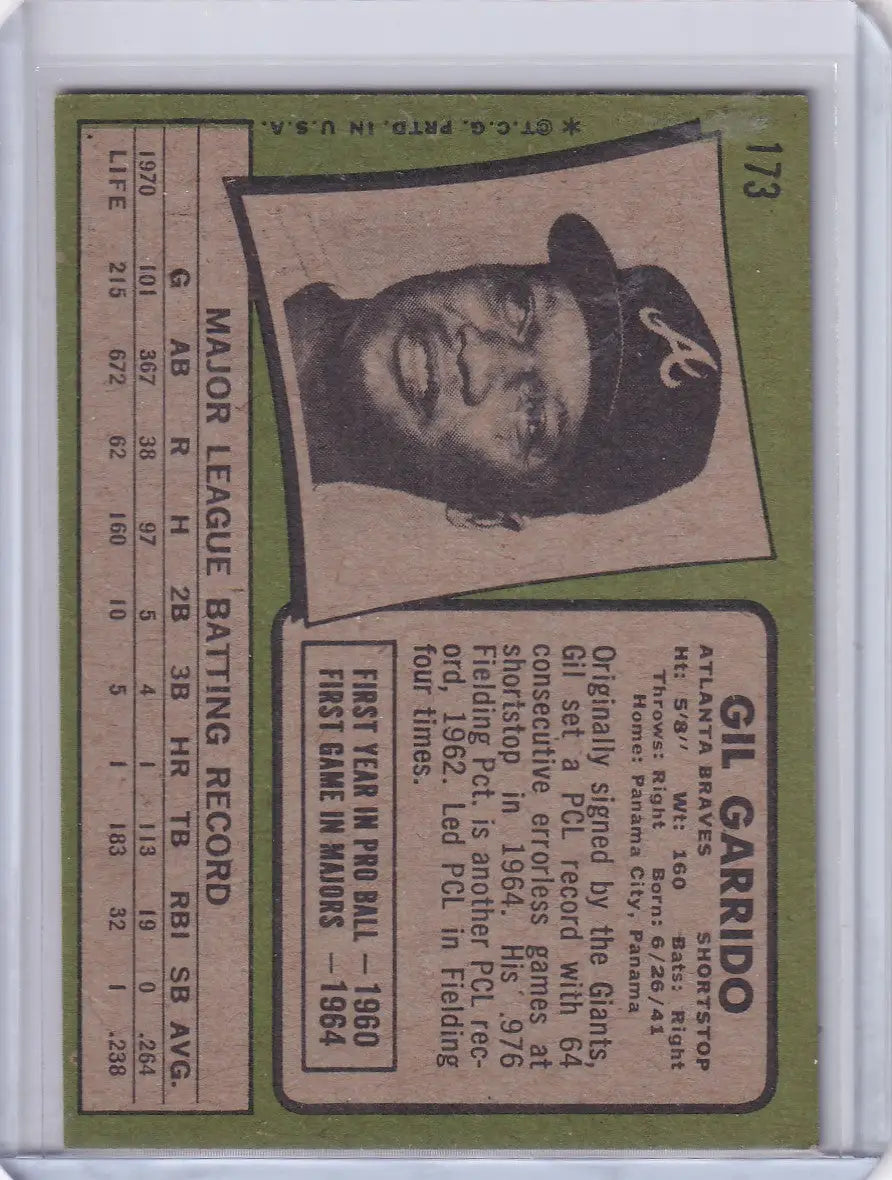 173
* ©T.C.G. PRTD. IN U.S.A.
A
GIL GARRIDO
ATLANTA BRAVES SHORTSTOP
Ht: 5'8" Wt: 160 Bats: Right
Throws: Right Born: 6/26/41
Home: Panama City, Panama
Originally signed by the Giants,
Gil set a PCL record with 64
consecutive errorless games at
shortstop in 1964. His .976
Fielding Pct. is another PCL rec-
ord, 1962. Led PCL in Fielding
four times.
FIRST YEAR IN PRO BALL —1960
FIRST GAME IN MAJORS —1964
MAJOR LEAGUE BATTING RECORD
G AB R H 2B 3B HR TB RBI SB AVG.
1970 101 367 38 97 5 4 1 113 19 0 .264
LIFE 215 672 62 160 10 5 1 183 32 1 .238